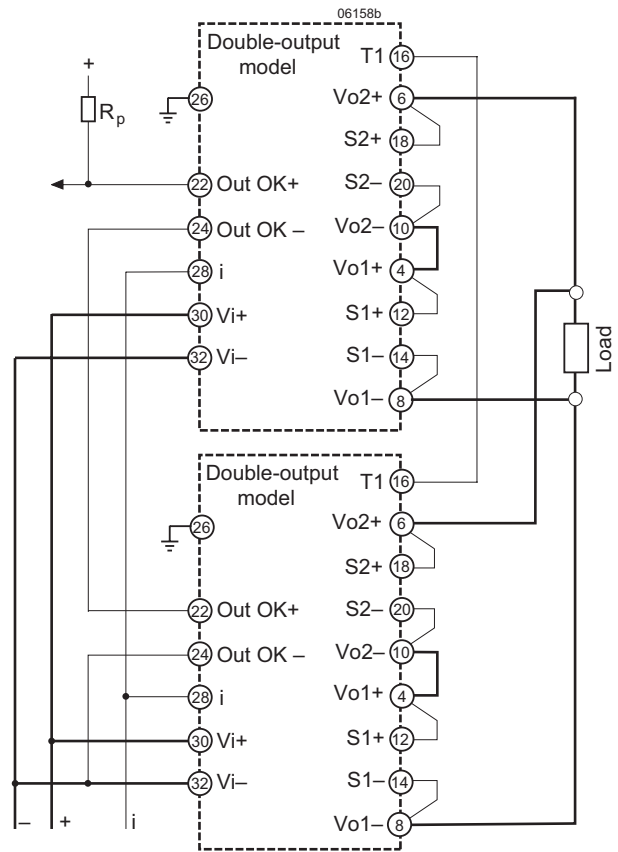 06158b
Double-output
model
T1 16
+
26
Vo2+ 6
Rp
S2+ 18
22 Out OK+
S2– 20
24 Out OK –
Vo2– 10
28 i
Vo1+ 4
30 Vi+
S1+ 12
32 Vi–
S1– 14
Load
Vo1– 8
Double-output
model
T1 16
26
Vo2+ 6
S2+ 18
22 Out OK+
S2– 20
24 Out OK –
Vo2– 10
28 i
Vo1+ 4
30 Vi+
S1+ 12
32 Vi–
S1– 14
– + i
Vo1– 8